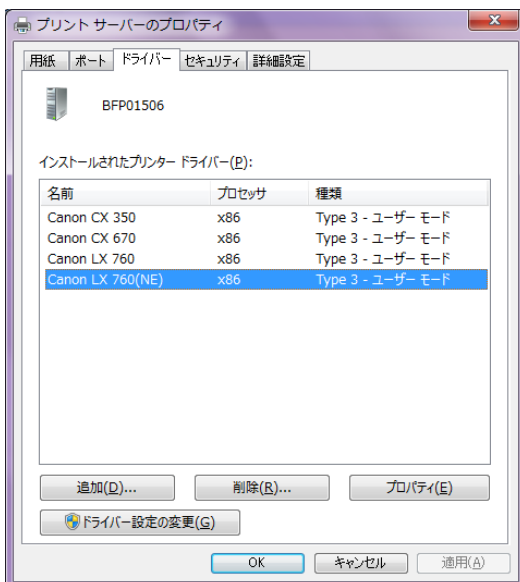 プリント サーバーのプロパティ
用紙 ポート ドライバー セキュリティ 詳細設定
BFP01506
インストールされたプリンター ドライバー(P):
名前 プロセッサ 種類
Canon CX 350 x86 Type 3 - ユーザー モード
Canon CX 670 x86 Type 3 - ユーザー モード
Canon LX 760 x86 Type 3 - ユーザー モード
Canon LX 760(NE) x86 Type 3 - ユーザー モード
追加(D)... 削除(R)... プロパティ(E)
ドライバー設定の変更(G)
OK キャンセル 適用(A)